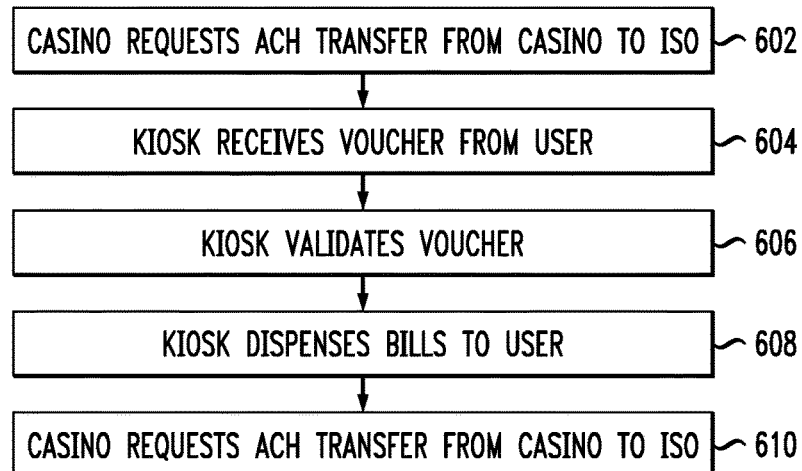 CASINO REQUESTS ACH TRANSFER FROM CASINO TO ISO 602
KIOSK RECEIVES VOUCHER FROM USER 604
KIOSK VALIDATES VOUCHER 606
KIOSK DISPENSES BILLS TO USER 608
CASINO REQUESTS ACH TRANSFER FROM CASINO TO ISO 610